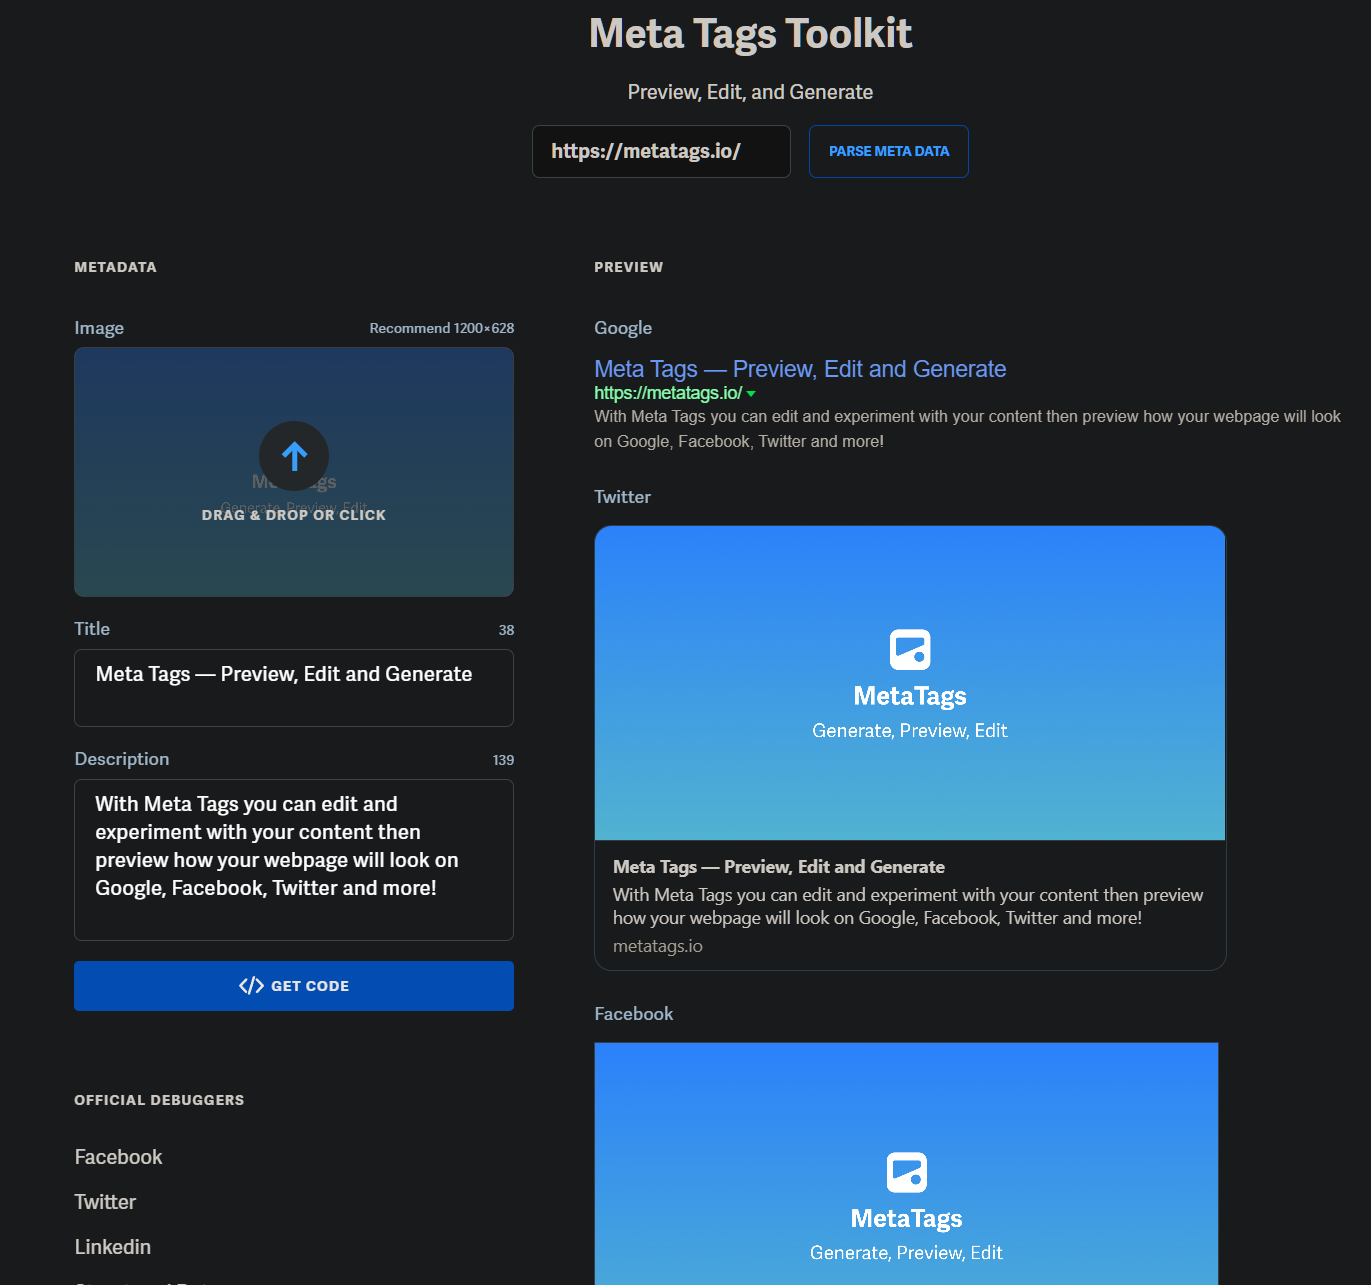 Meta Tags Toolkit
Preview, Edit, and Generate
https://metatags.io/
PARSE META DATA
METADATA
Image
Recommend 1200×628
Generate, Preview, Edit
DRAG & DROP OR CLICK
Title
38
Meta Tags — Preview, Edit and Generate
Description
139
With Meta Tags you can edit and
experiment with your content then
preview how your webpage will look on
Google, Facebook, Twitter and more!
</> GET CODE
OFFICIAL DEBUGGERS
Facebook
Twitter
Linkedin
PREVIEW
Google
Meta Tags — Preview, Edit and Generate
https://metatags.io/
With Meta Tags you can edit and experiment with your content then preview how your webpage will look
on Google, Facebook, Twitter and more!
Twitter
MetaTags
Generate, Preview, Edit
Meta Tags — Preview, Edit and Generate
With Meta Tags you can edit and experiment with your content then preview
how your webpage will look on Google, Facebook, Twitter and more!
metatags.io
Facebook
MetaTags
Generate, Preview, Edit